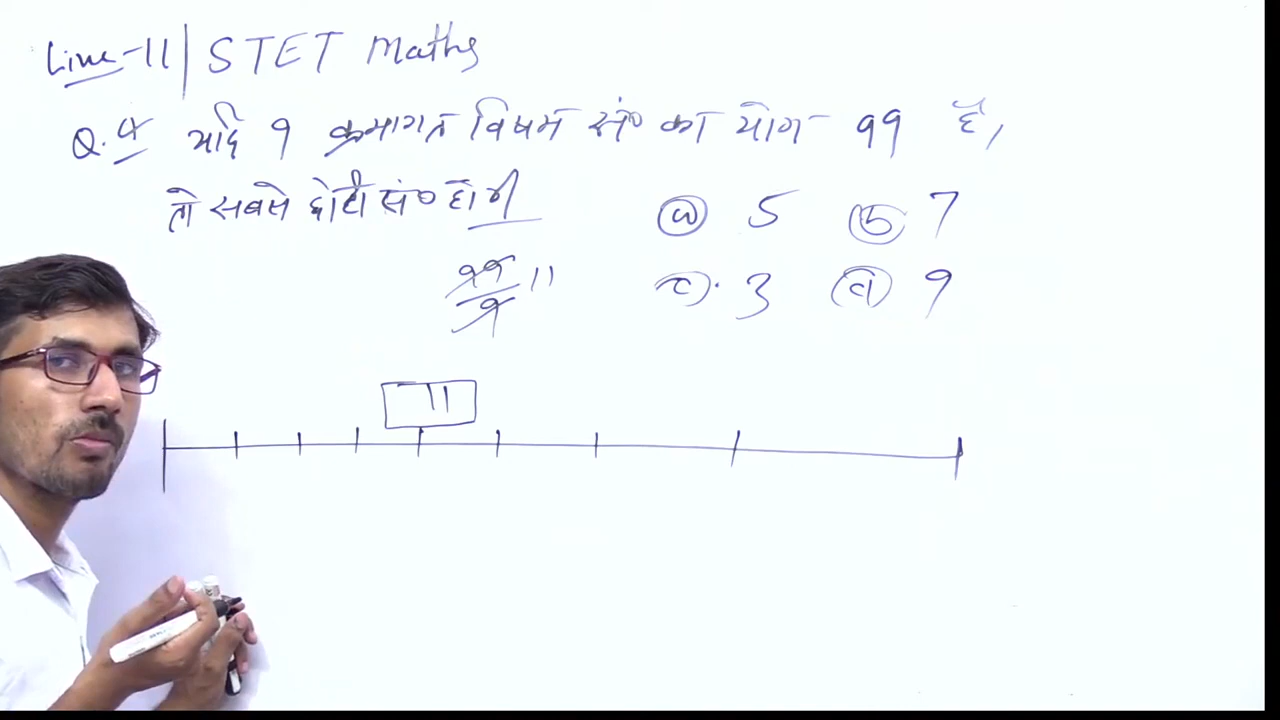 Live-11 | STET Maths
Q.4 यदि 9 क्रमागत विषम सं० का योग 99 है,
तो सबसे छोटी सं० होगी
(a) 5 (b) 7
(c) 3 (d) 9
99/9 11
11